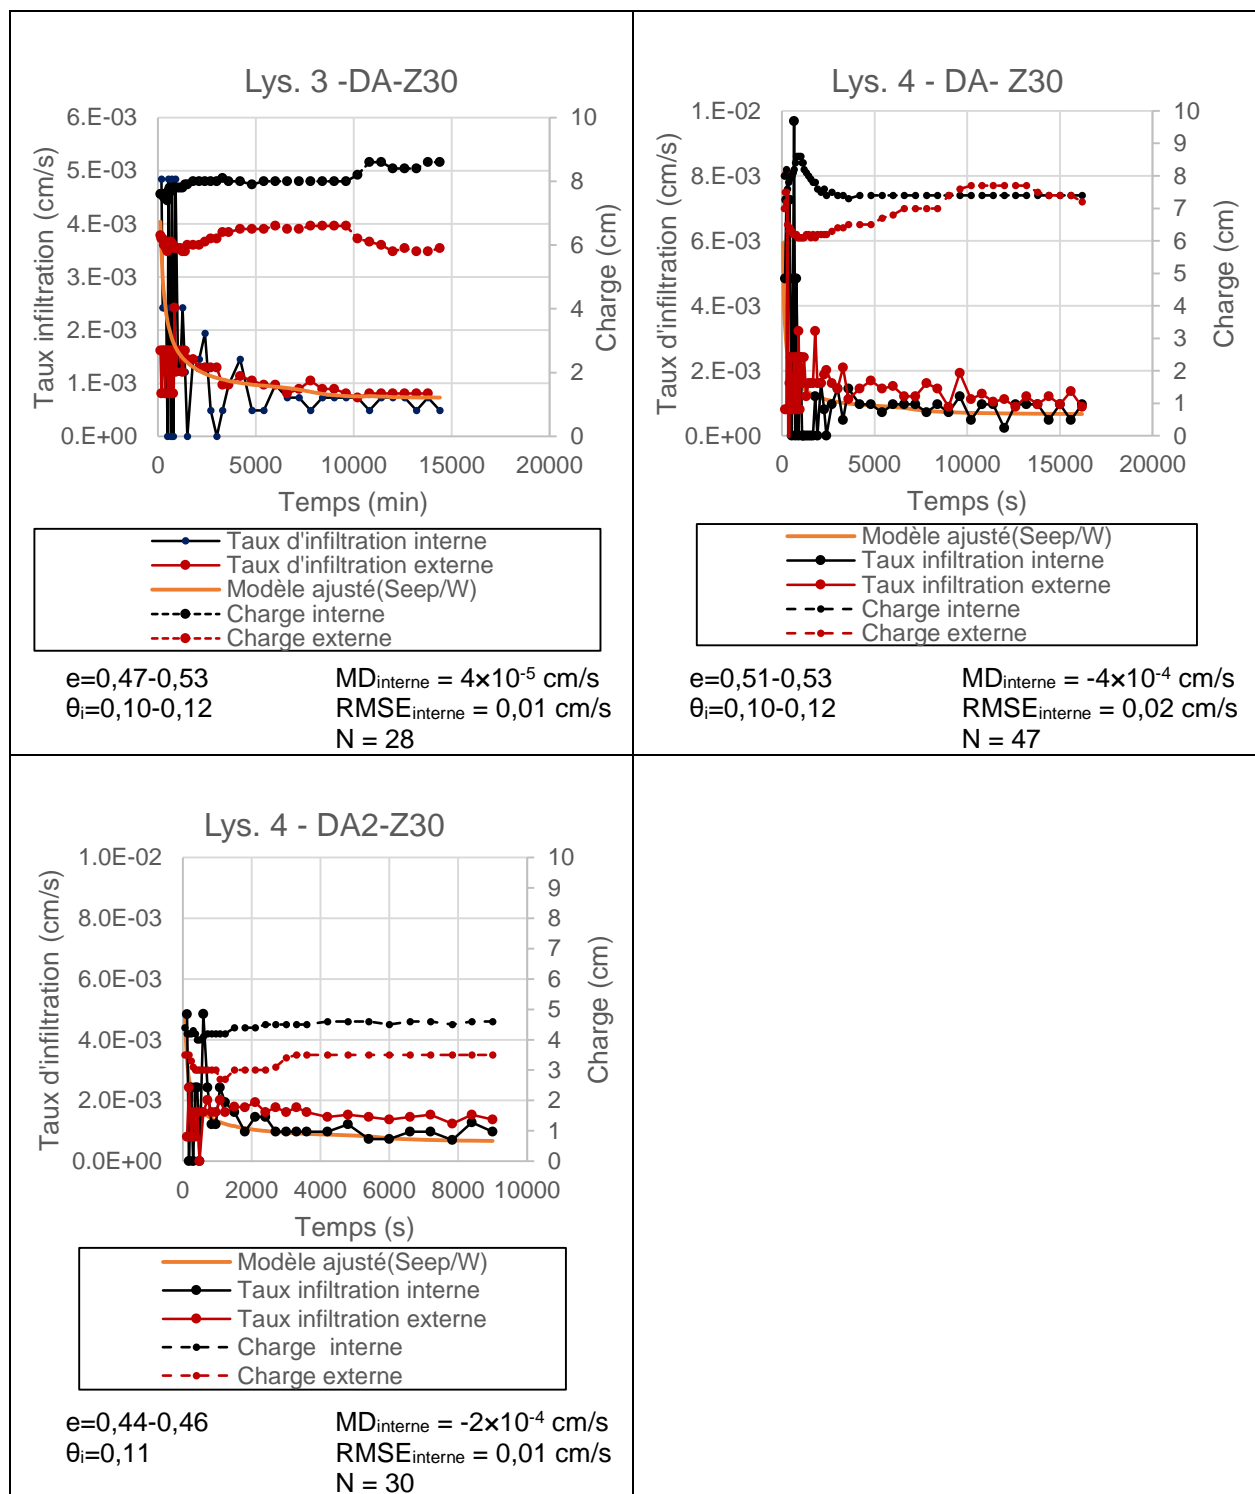 Lys. 3 -DA-Z30
6.E-03
5.E-03
4.E-03
3.E-03
2.E-03
1.E-03
0.E+00
Taux infiltration (cm/s)
10
8
6
4
2
0
Charge (cm)
0 5000 10000 15000 20000
Temps (min)
Taux d'infiltration interne
Taux d'infiltration externe
Modèle ajusté(Seep/W)
Charge interne
Charge externe
e=0,47-0,53 MDinterne = 4×10-5 cm/s
θi=0,10-0,12 RMSEinterne = 0,01 cm/s
N = 28
Lys. 4 - DA- Z30
1.E-02
8.E-03
6.E-03
4.E-03
2.E-03
0.E+00
Taux d'infiltration (cm/s)
10
9
8
7
6
5
4
3
2
1
0
Charge (cm)
0 5000 10000 15000 20000
Temps (s)
Modèle ajusté(Seep/W)
Taux infiltration interne
Taux infiltration externe
Charge interne
Charge externe
e=0,51-0,53 MDinterne = -4×10-4 cm/s
θi=0,10-0,12 RMSEinterne = 0,02 cm/s
N = 47
Lys. 4 - DA2-Z30
1.0E-02
8.0E-03
6.0E-03
4.0E-03
2.0E-03
0.0E+00
Taux d'infiltration (cm/s)
10
9
8
7
6
5
4
3
2
1
0
Charge (cm)
0 2000 4000 6000 8000 10000
Temps (s)
Modèle ajusté(Seep/W)
Taux infiltration interne
Taux infiltration externe
Charge interne
Charge externe
e=0,44-0,46 MDinterne = -2×10-4 cm/s
θi=0,11 RMSEinterne = 0,01 cm/s
N = 30